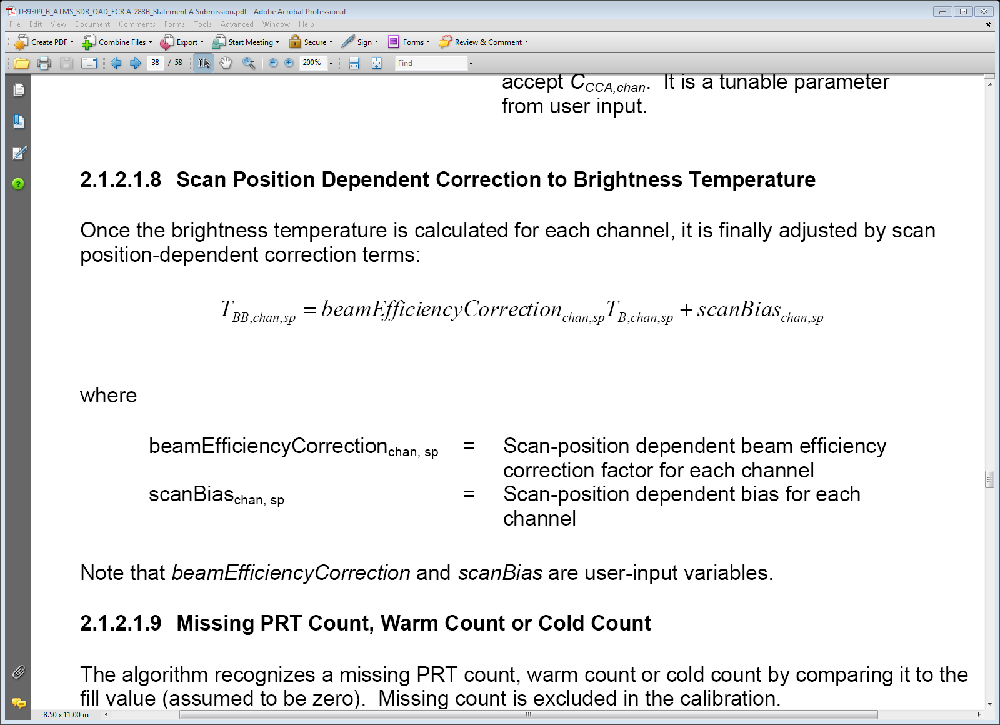 D39309_B_ATMS_SDR_OAD_ECR A-288B_Statement A Submission.pdf - Adobe Acrobat Professional
File Edit View Document Comments Forms Tools Advanced Window Help
Create PDF Combine Files Export Start Meeting Secure Sign Forms Review & Comment
38 / 58 200% Find
accept C_CCA,chan. It is a tunable parameter
from user input.
2.1.2.1.8 Scan Position Dependent Correction to Brightness Temperature
Once the brightness temperature is calculated for each channel, it is finally adjusted by scan
position-dependent correction terms:
T_BB,chan,sp = beamEfficiencyCorrection_chan,sp T_B,chan,sp + scanBias_chan,sp
where
beamEfficiencyCorrection_chan, sp = Scan-position dependent beam efficiency
correction factor for each channel
scanBias_chan, sp = Scan-position dependent bias for each
channel
Note that beamEfficiencyCorrection and scanBias are user-input variables.
2.1.2.1.9 Missing PRT Count, Warm Count or Cold Count
The algorithm recognizes a missing PRT count, warm count or cold count by comparing it to the
fill value (assumed to be zero). Missing count is excluded in the calibration.
8.50 x 11.00 in